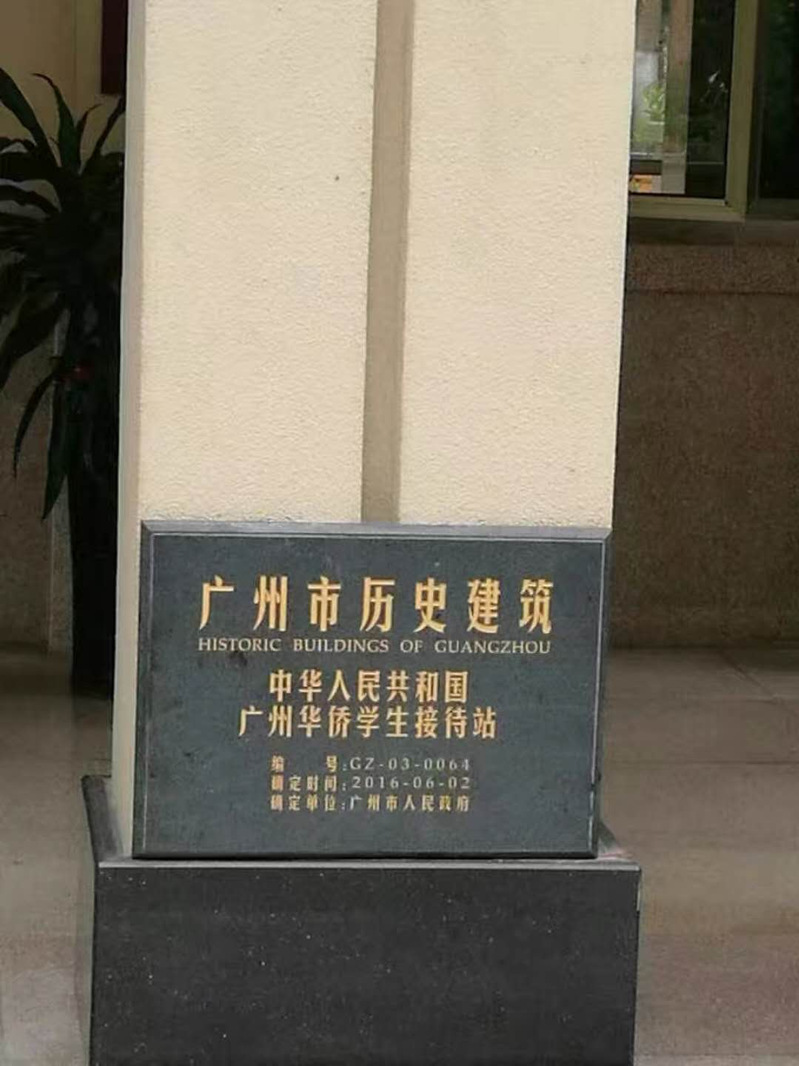 广州市历史建筑
HISTORIC BUILDINGS OF GUANGZHOU
中华人民共和国
广州华侨学生接待站
编 号:GZ-03-0064
确定时间:2016-06-02
确定单位:广州市人民政府